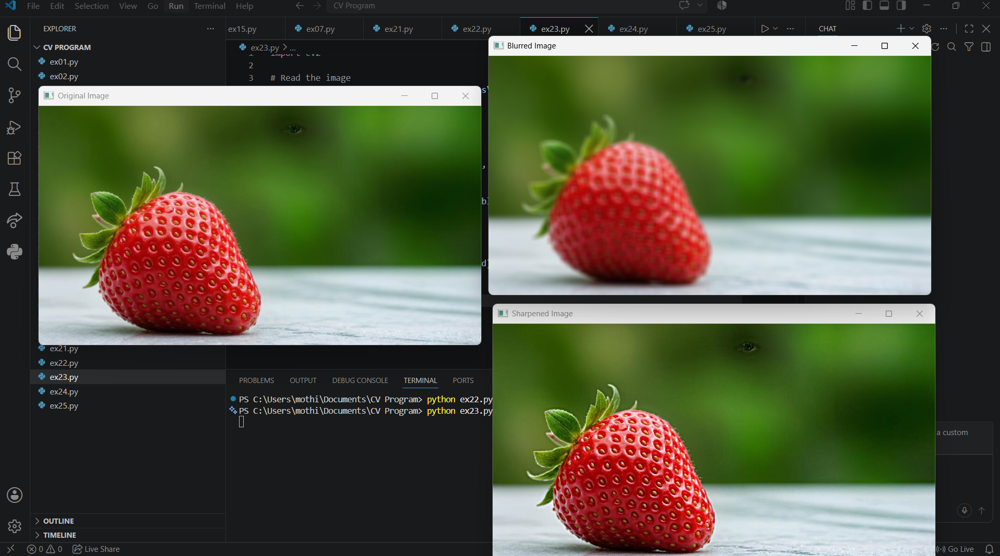 File Edit Selection View Go Run Terminal Help
CV Program
EXPLORER
ex15.py ex07.py ex21.py ex22.py ex23.py ex24.py ex25.py
CHAT
CV PROGRAM
ex01.py
ex02.py
ex23.py > ...
2
3 # Read the image
Original Image
Blurred Image
Sharpened Image
ex21.py
ex22.py
ex23.py
ex24.py
ex25.py
PROBLEMS OUTPUT DEBUG CONSOLE TERMINAL PORTS
PS C:\Users\mothi\Documents\CV Program> python ex22.py
PS C:\Users\mothi\Documents\CV Program> python ex23.py
a custom
OUTLINE
TIMELINE
0 0 Live Share
Go Live